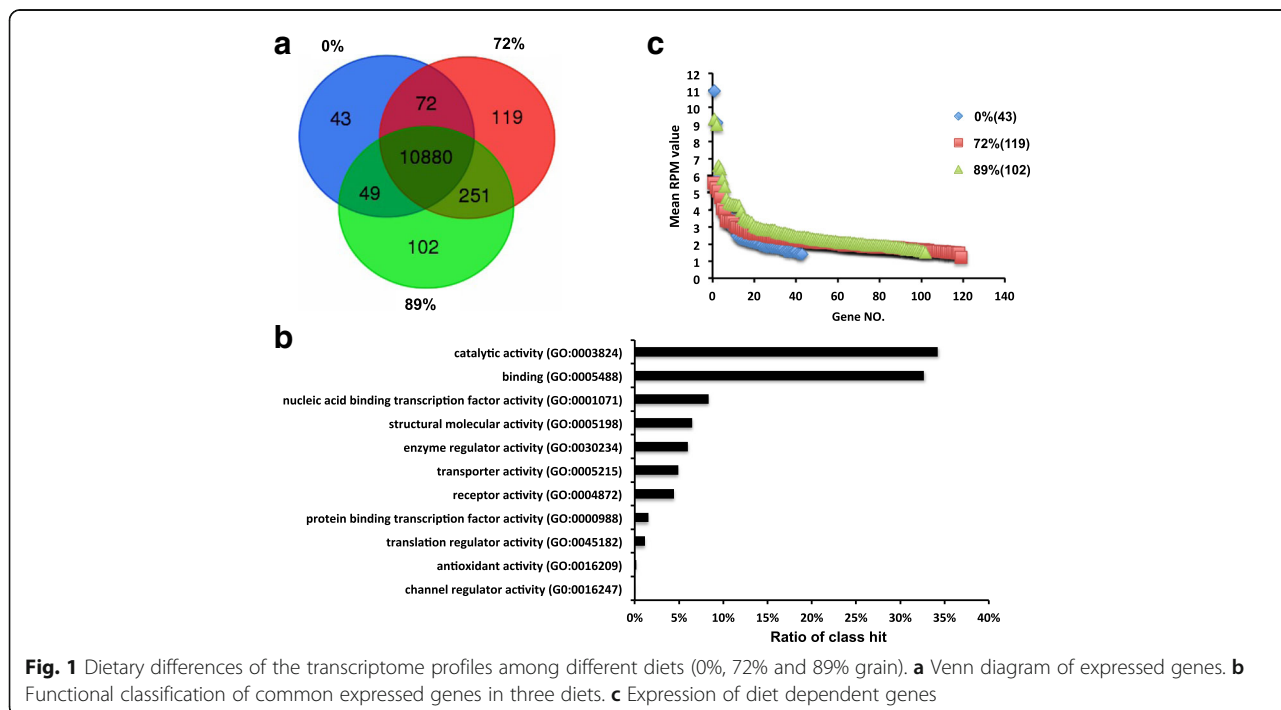 a
0%
72%
43
72
119
10880
49
251
102
89%
c
Mean RPM value
12
11
10
9
8
7
6
5
4
3
2
1
0
0 20 40 60 80 100 120 140
Gene NO.
0%(43)
72%(119)
89%(102)
b
catalytic activity (GO:0003824)
binding (GO:0005488)
nucleic acid binding transcription factor activity (GO:0001071)
structural molecular activity (GO:0005198)
enzyme regulator activity (GO:0030234)
transporter activity (GO:0005215)
receptor activity (GO:0004872)
protein binding transcription factor activity (GO:0000988)
translation regulator activity (GO:0045182)
antioxidant activity (GO:0016209)
channel regulator activity (G0:0016247)
0% 5% 10% 15% 20% 25% 30% 35% 40%
Ratio of class hit
Fig. 1 Dietary differences of the transcriptome profiles among different diets (0%, 72% and 89% grain). a Venn diagram of expressed genes. b
Functional classification of common expressed genes in three diets. c Expression of diet dependent genes